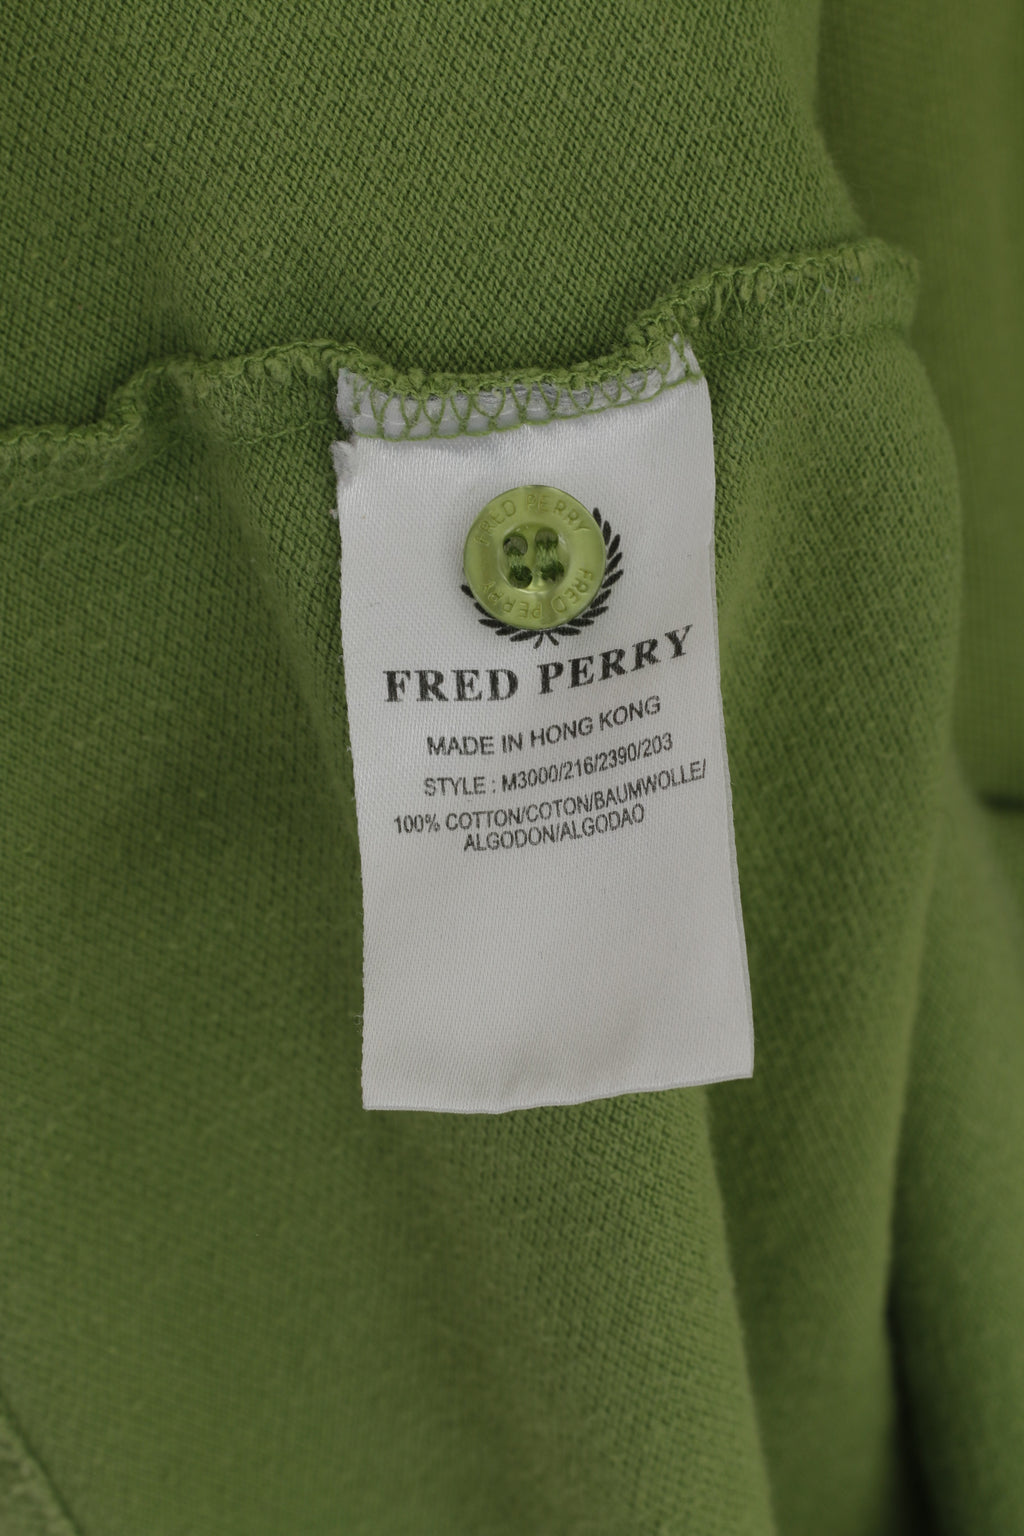 FRED PERRY
FRED PERRY
FRED PERRY
MADE IN HONG KONG
STYLE : M3000/216/2390/203
100% COTTON/COTON/BAUMWOLLE/
ALGODON/ALGODAO